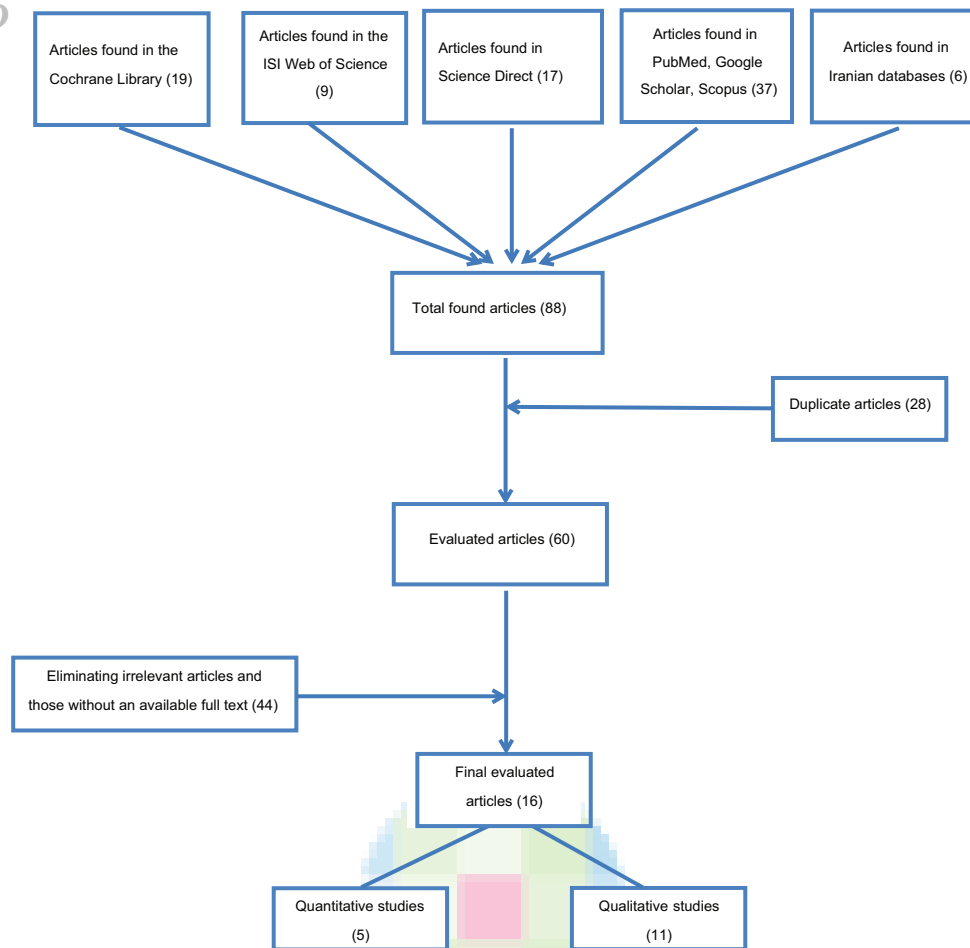 Articles found in the
Cochrane Library (19)
Articles found in the
ISI Web of Science
(9)
Articles found in
Science Direct (17)
Articles found in
PubMed, Google
Scholar, Scopus (37)
Articles found in
Iranian databases (6)
Total found articles (88)
Duplicate articles (28)
Evaluated articles (60)
Eliminating irrelevant articles and
those without an available full text (44)
Final evaluated
articles (16)
Quantitative studies
(5)
Qualitative studies
(11)